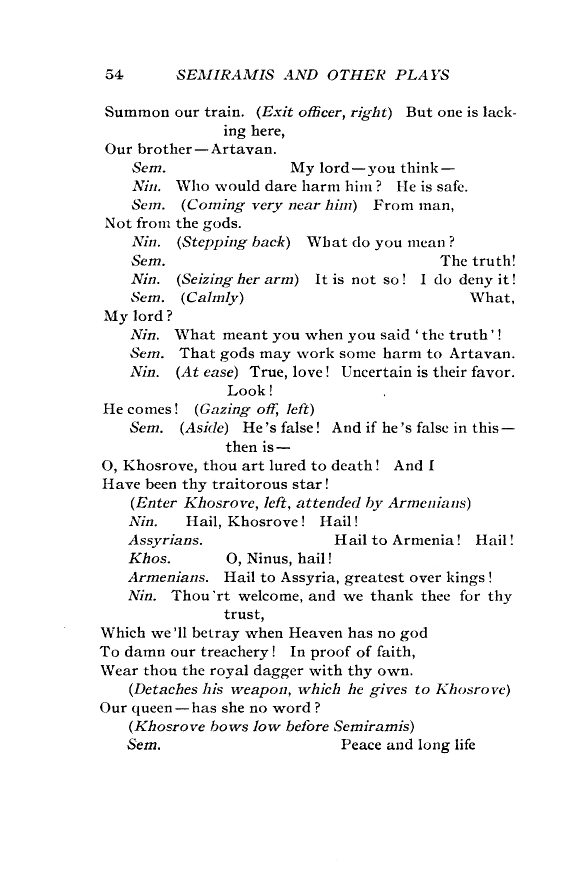 54 SEMIRAMIS AND OTHER PLAYS
Summon our train. (Exit officer, right) But one is lack-
ing here,
Our brother—Artavan.
Sem. My lord—you think—
Nin. Who would dare harm him? He is safe.
Sem. (Coming very near him) From man,
Not from the gods.
Nin. (Stepping back) What do you mean?
Sem. The truth!
Nin. (Seizing her arm) It is not so! I do deny it!
Sem. (Calmly) What,
My lord?
Nin. What meant you when you said 'the truth'!
Sem. That gods may work some harm to Artavan.
Nin. (At ease) True, love! Uncertain is their favor.
Look!
He comes! (Gazing off, left)
Sem. (Aside) He's false! And if he's false in this—
then is—
O, Khosrove, thou art lured to death! And I
Have been thy traitorous star!
(Enter Khosrove, left, attended by Armenians)
Nin. Hail, Khosrove! Hail!
Assyrians. Hail to Armenia! Hail!
Khos. O, Ninus, hail!
Armenians. Hail to Assyria, greatest over kings!
Nin. Thou'rt welcome, and we thank thee for thy
trust,
Which we'll betray when Heaven has no god
To damn our treachery! In proof of faith,
Wear thou the royal dagger with thy own.
(Detaches his weapon, which he gives to Khosrove)
Our queen—has she no word?
(Khosrove bows low before Semiramis)
Sem. Peace and long life